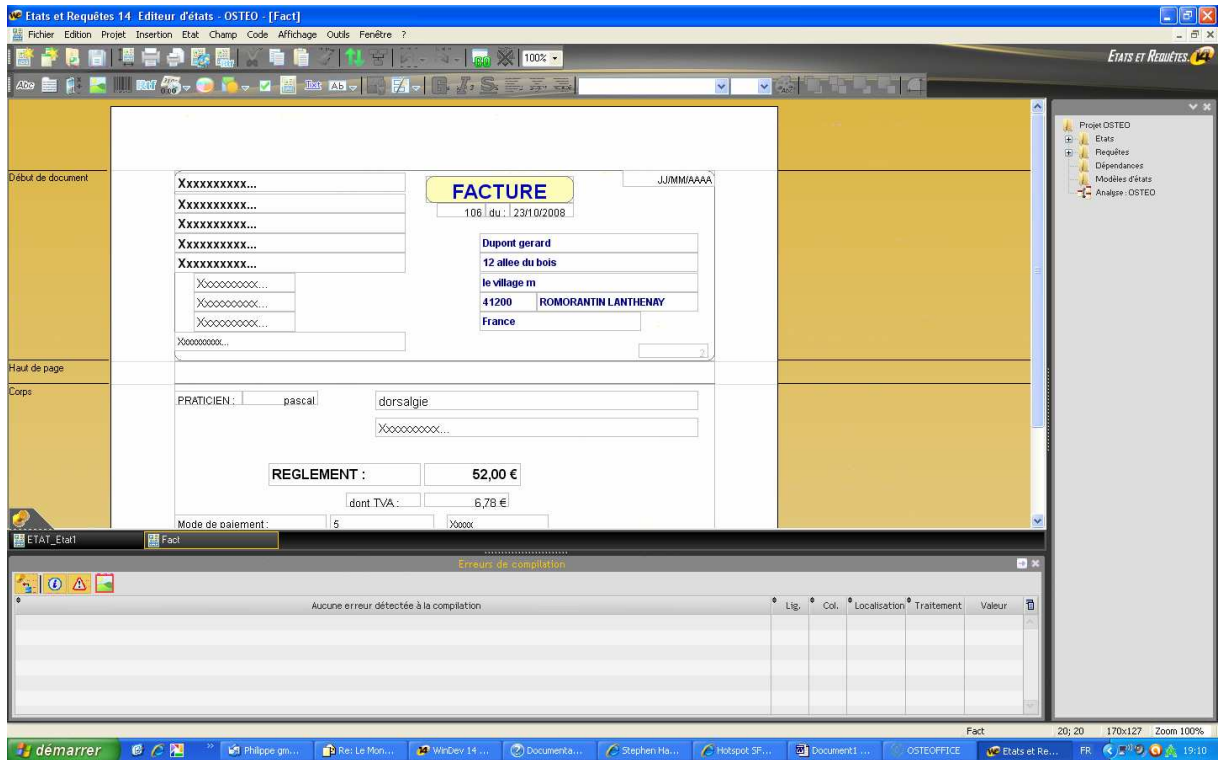 Etats et Requêtes 14 Editeur d'états - OSTEO - [Fact]
Fichier Edition Projet Insertion Etat Champ Code Affichage Outils Fenêtre ?
GO 100%
ETATS ET REQUÊTES. 14
Abc
Projet OSTEO
Etats
Requêtes
Dépendances
Modèles d'états
Analyse : OSTEO
Début de document
Xxxxxxxxxx...
FACTURE
JJ/MM/AAAA
Xxxxxxxxxx...
106 du : 23/10/2008
Xxxxxxxxxx...
Xxxxxxxxxx...
Dupont gerard
Xxxxxxxxxx...
12 allee du bois
Xxxxxxxxxx...
le village m
Xxxxxxxxxx...
41200 ROMORANTIN LANTHENAY
Xxxxxxxxxx...
France
Xxxxxxxxxx...
2
Haut de page
Corps
PRATICIEN : pascal
dorsalgie
Xxxxxxxxxx...
REGLEMENT : 52,00 €
dont TVA : 6,78 €
Mode de paiement : 5 Xxxxx
ETAT_Etat1 Fact
Erreurs de compilation
Aucune erreur détectée à la compilation Lig. Col. Localisation Traitement Valeur
Fact 20; 20 170x127 Zoom 100%
démarrer Philippe gm... Re: Le Mon... WinDev 14 ... Documenta... Stephen Ha... Hotspot SF... Document1 ... OSTEOFFICE Etats et Re... FR 19:10